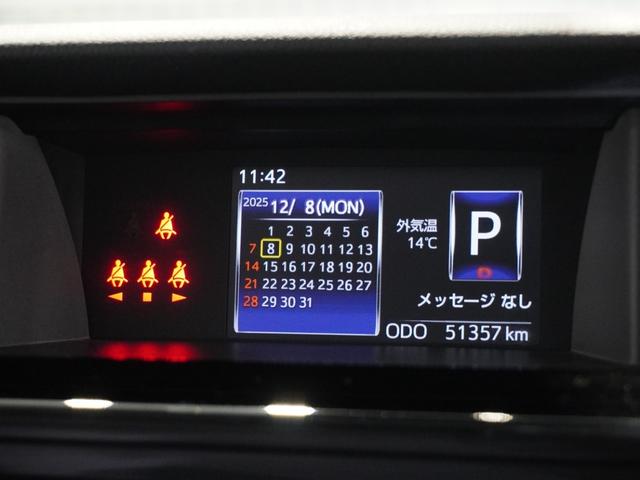 11:42
2025 12/ 8(MON)
1 2 3 4 5 6
7 8 9 10 11 12 13
14 15 16 17 18 19 20
21 22 23 24 25 26 27
28 29 30 31
外気温
14℃
P
D
メッセージ なし
ODO 51357 km